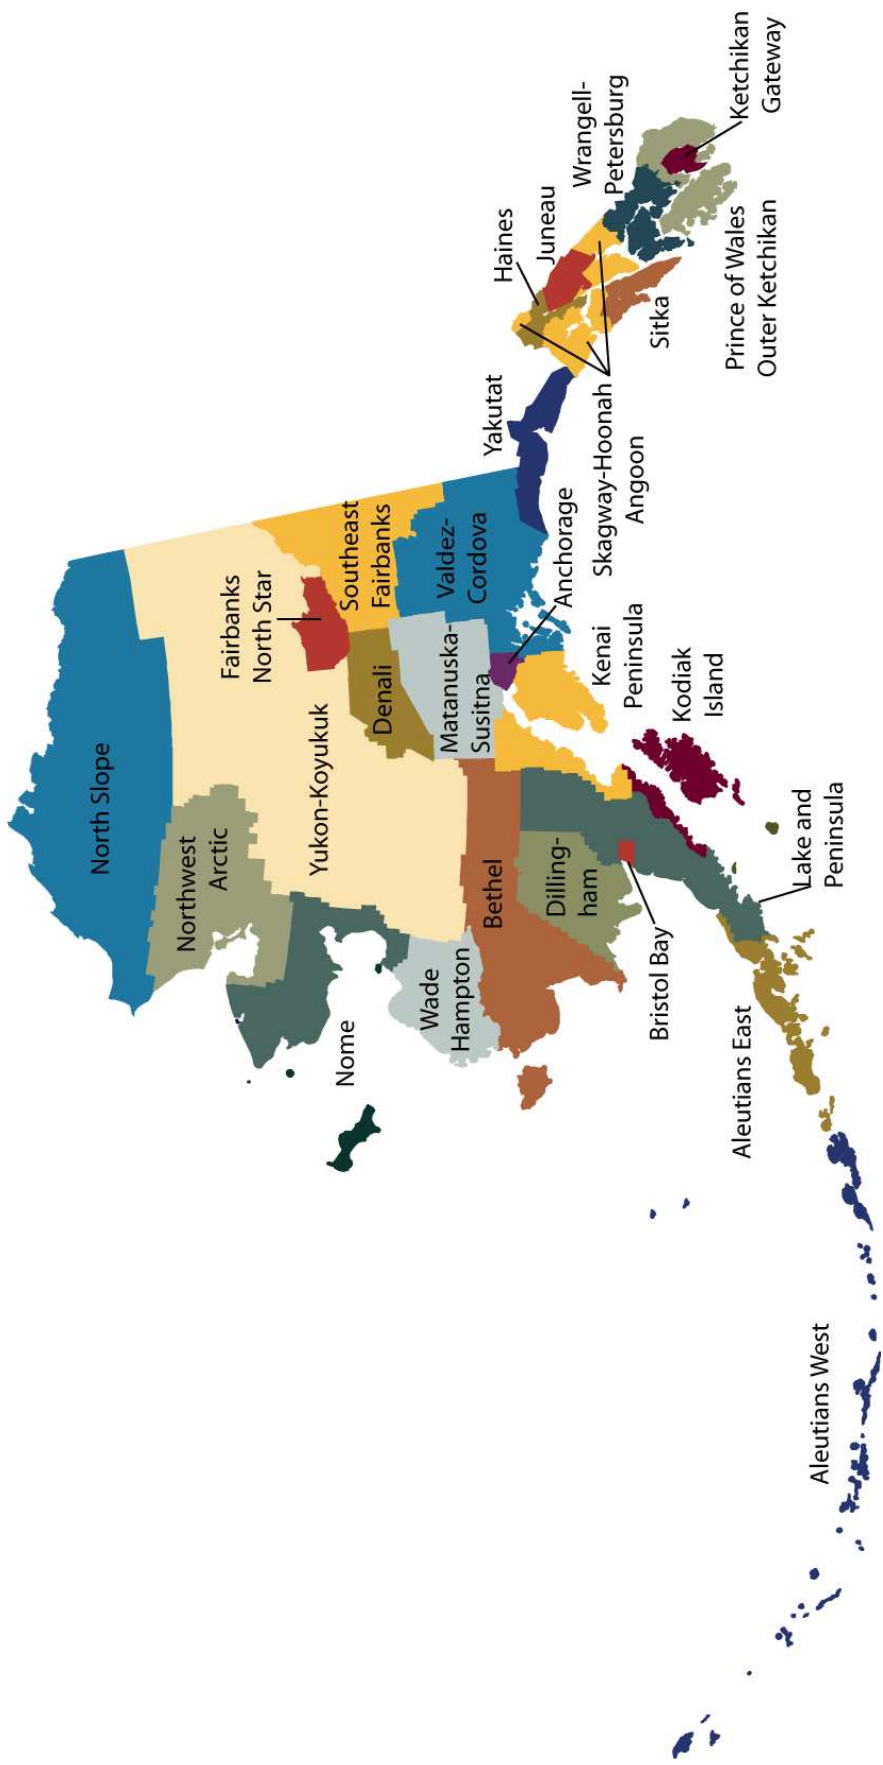 North Slope
Northwest
Arctic
Yukon-Koyukuk
Fairbanks
North Star
Nome
Southeast
Fairbanks
Denali
Wade
Hampton
Matanuska-
Susitna
Valdez-
Cordova
Bethel
Yakutat
Haines
Juneau
Wrangell-
Petersburg
Dilling-
ham
Anchorage
Skagway-Hoonah
Angoon
Kenai
Peninsula
Sitka
Bristol Bay
Kodiak
Island
Ketchikan
Gateway
Prince of Wales
Outer Ketchikan
Aleutians East
Lake and
Peninsula
Aleutians West